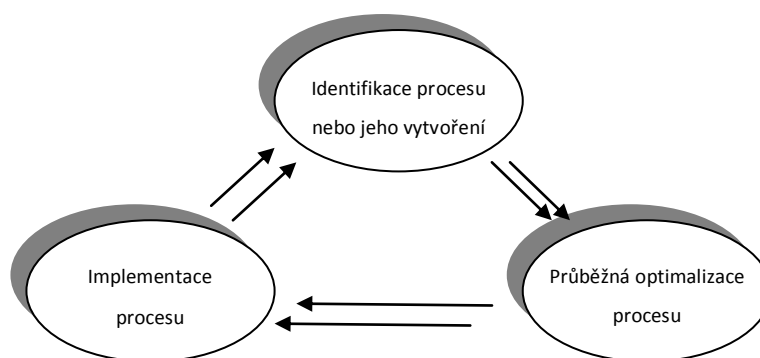 Identifikace procesu
nebo jeho vytvoření
Implementace
procesu
Průběžná optimalizace
procesu